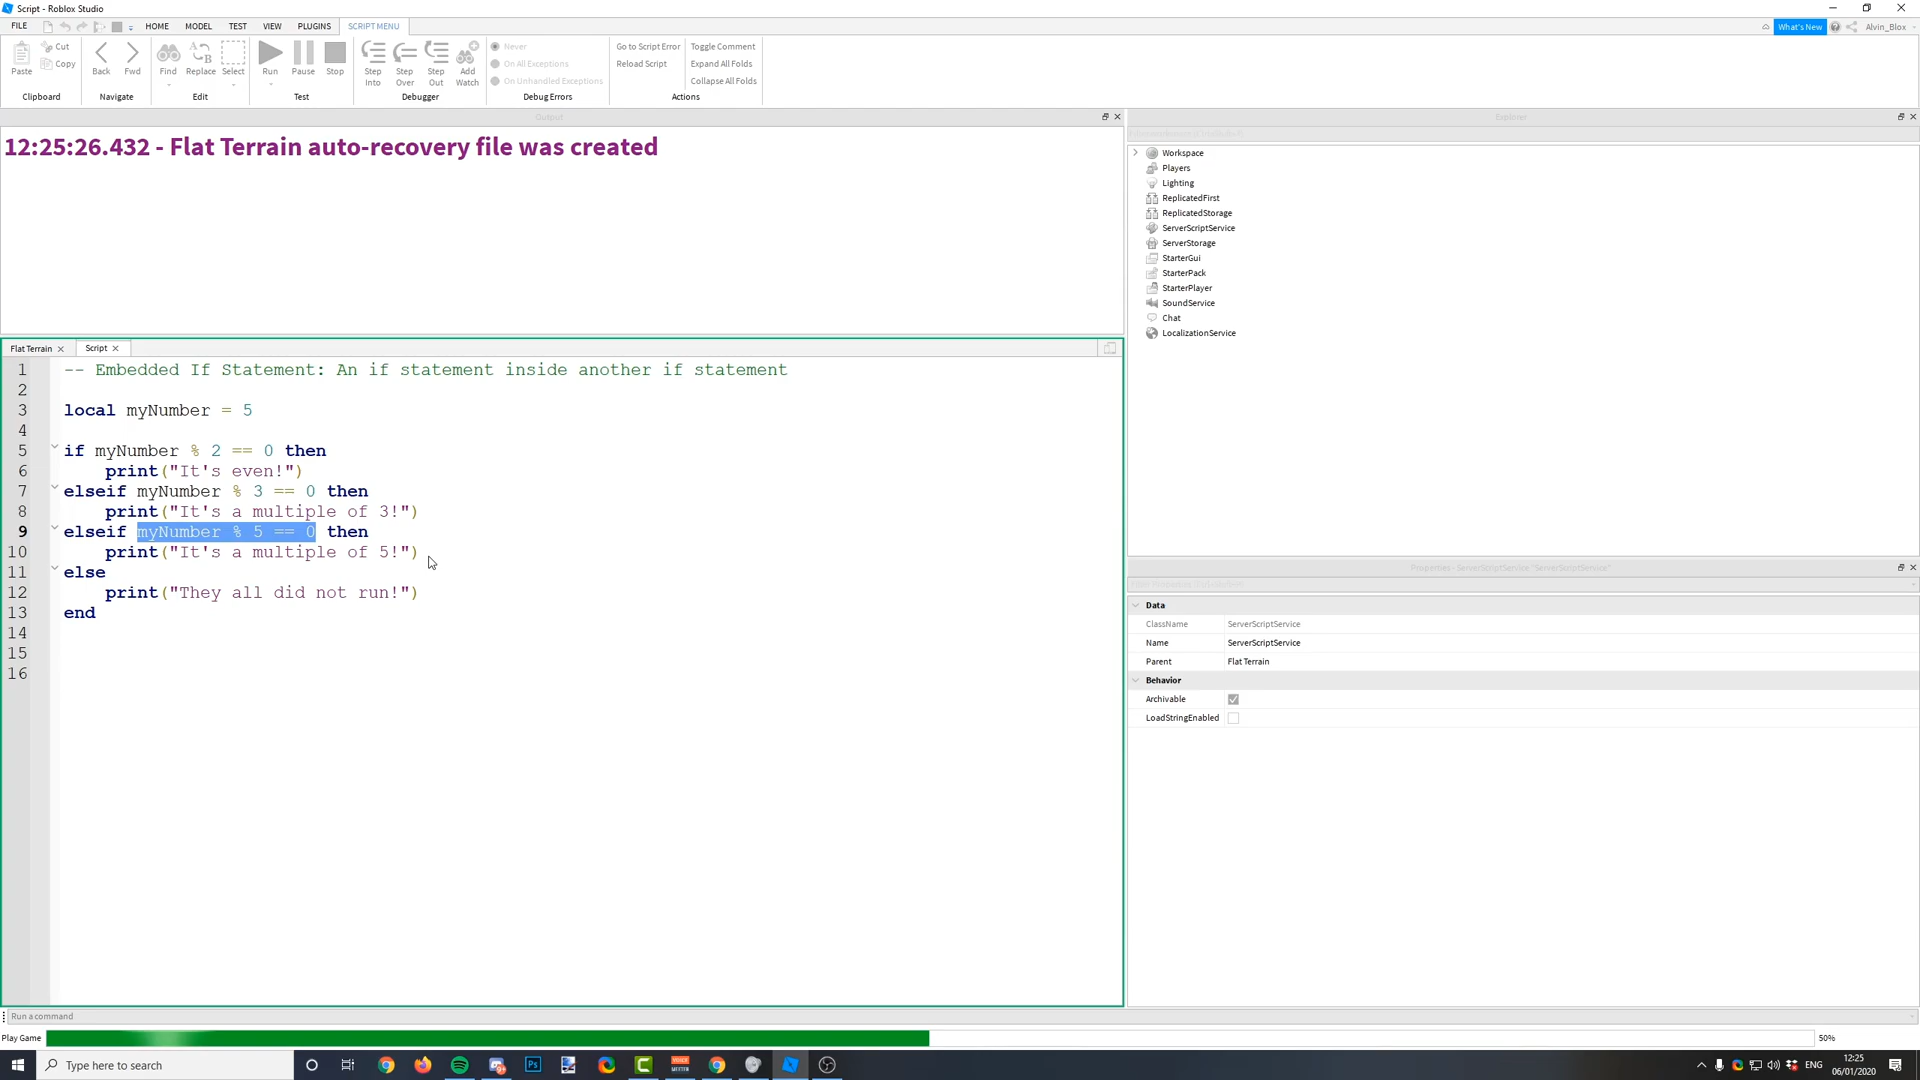 Script - Roblox Studio
FILE HOME MODEL TEST VIEW PLUGINS SCRIPT MENU What's New Alvin_Blox
Paste Cut Copy Back Fwd Find Replace Select Run Pause Stop Step Into Step Over Step Out Add Watch
Never
On All Exceptions
On Unhandled Exceptions
Go to Script Error Toggle Comment
Reload Script Expand All Folds
Collapse All Folds
Clipboard Navigate Edit Test Debugger Debug Errors Actions
Output
12:25:26.432 - Flat Terrain auto-recovery file was created
Explorer
Workspace
Players
Lighting
ReplicatedFirst
ReplicatedStorage
ServerScriptService
ServerStorage
StarterGui
StarterPack
StarterPlayer
SoundService
Chat
LocalizationService
Flat Terrain Script
1 -- Embedded If Statement: An if statement inside another if statement
2
3 local myNumber = 5
4
5 if myNumber % 2 == 0 then
6 print("It's even!")
7 elseif myNumber % 3 == 0 then
8 print("It's a multiple of 3!")
9 elseif myNumber % 5 == 0 then
10 print("It's a multiple of 5!")
11 else
12 print("They all did not run!")
13 end
14
15
16
Properties - ServerScriptService "ServerScriptService"
Data
ClassName ServerScriptService
Name ServerScriptService
Parent Flat Terrain
Behavior
Archivable
LoadStringEnabled
Run a command
Play Game 50%
Type here to search
ENG
12:25
06/01/2020